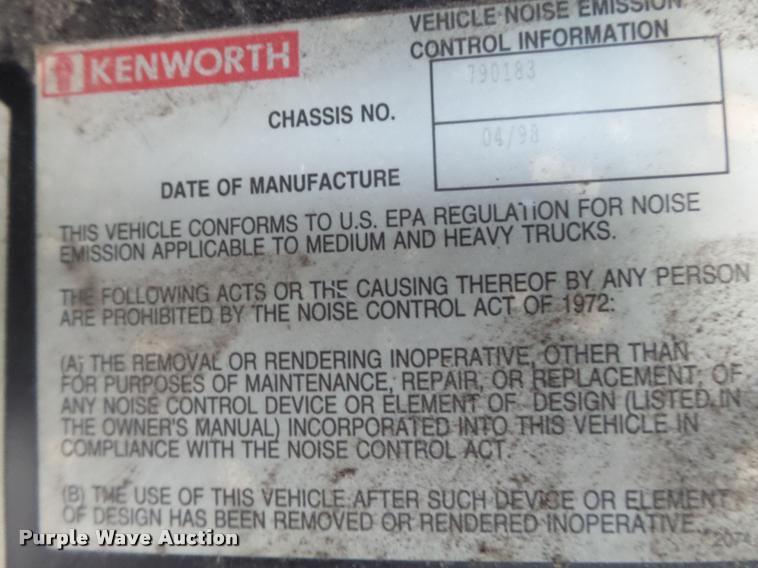 KENWORTH
VEHICLE NOISE EMISSION
CONTROL INFORMATION
CHASSIS NO.
790183
DATE OF MANUFACTURE
04/98
THIS VEHICLE CONFORMS TO U.S. EPA REGULATION FOR NOISE
EMISSION APPLICABLE TO MEDIUM AND HEAVY TRUCKS.
THE FOLLOWING ACTS OR THE CAUSING THEREOF BY ANY PERSON
ARE PROHIBITED BY THE NOISE CONTROL ACT OF 1972:
(A) THE REMOVAL OR RENDERING INOPERATIVE, OTHER THAN
FOR PURPOSES OF MAINTENANCE, REPAIR, OR REPLACEMENT, OF
ANY NOISE CONTROL DEVICE OR ELEMENT OF DESIGN (LISTED IN
THE OWNER'S MANUAL) INCORPORATED INTO THIS VEHICLE IN
COMPLIANCE WITH THE NOISE CONTROL ACT.
(B) THE USE OF THIS VEHICLE AFTER SUCH DEVICE OR ELEMENT
OF DESIGN HAS BEEN REMOVED OR RENDERED INOPERATIVE.
Purple Wave Auction